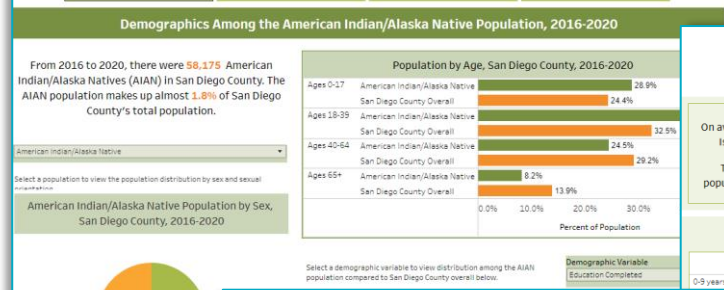 Demographics Among the American Indian/Alaska Native Population, 2016-2020
From 2016 to 2020, there were 58,175 American
Indian/Alaska Natives (AIAN) in San Diego County. The
AIAN population makes up almost 1.8% of San Diego
County's total population.
American Indian/Alaska Native
Select a population to view the population distribution by sex and sexual
orientation
American Indian/Alaska Native Population by Sex,
San Diego County, 2016-2020
Population by Age, San Diego County, 2016-2020
Ages 0-17 American Indian/Alaska Native 28.9%
San Diego County Overall 24.4%
Ages 18-39 American Indian/Alaska Native
San Diego County Overall 32.5%
Ages 40-64 American Indian/Alaska Native 24.5%
San Diego County Overall 29.2%
Ages 65+ American Indian/Alaska Native 8.2%
San Diego County Overall 13.9%
0.0% 10.0% 20.0% 30.0%
Percent of Population
Select a demographic variable to view distribution among the AIAN
population compared to San Diego County overall below.
Demographic Variable
Education Completed
On av
Is
T
popu
0-9 year